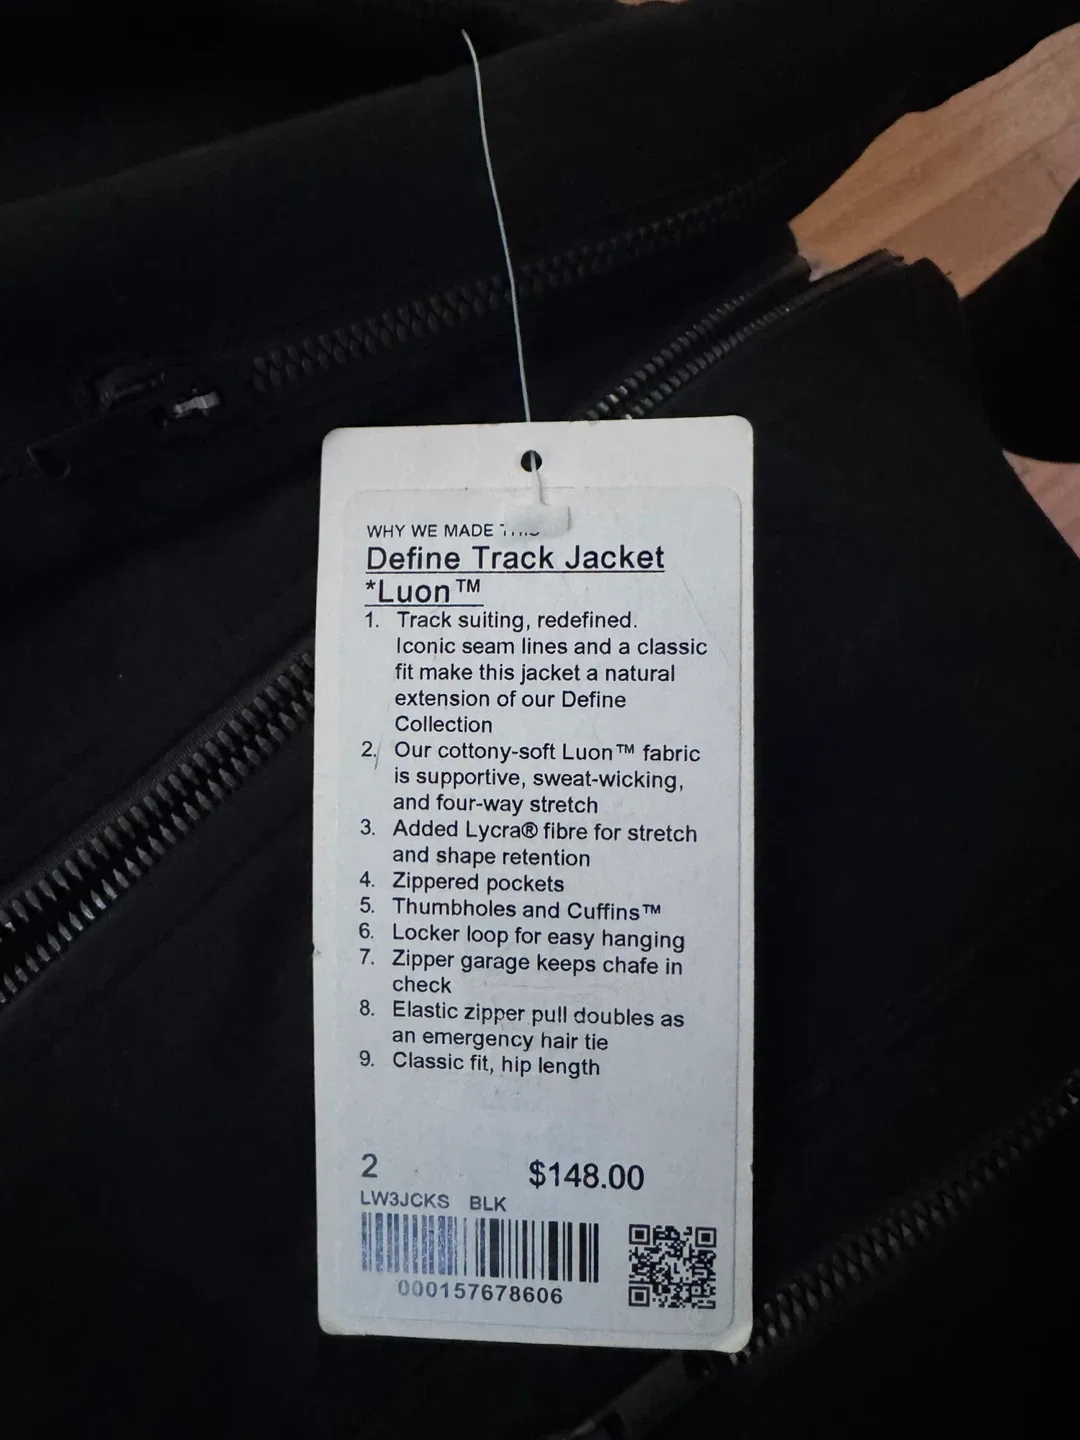 WHY WE MADE
Define Track Jacket
*Luon™
1. Track suiting, redefined.
Iconic seam lines and a classic
fit make this jacket a natural
extension of our Define
Collection
2. Our cottony-soft Luon™ fabric
is supportive, sweat-wicking,
and four-way stretch
3. Added Lycra® fibre for stretch
and shape retention
4. Zippered pockets
5. Thumbholes and Cuffins™
6. Locker loop for easy hanging
7. Zipper garage keeps chafe in
check
8. Elastic zipper pull doubles as
an emergency hair tie
9. Classic fit, hip length
2 $148.00
LW3JCKS BLK
000157678606